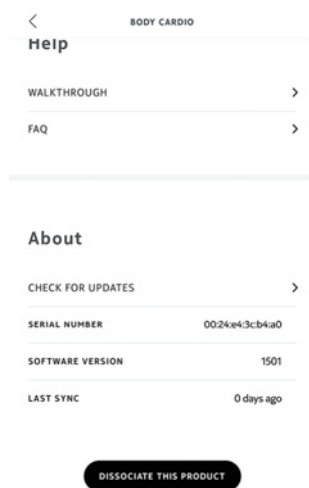 BODY CARDIO
Help
WALKTHROUGH
FAQ
About
CHECK FOR UPDATES
SERIAL NUMBER 00:24:e4:3c:b4:a0
SOFTWARE VERSION 1501
LAST SYNC 0 days ago
DISSOCIATE THIS PRODUCT